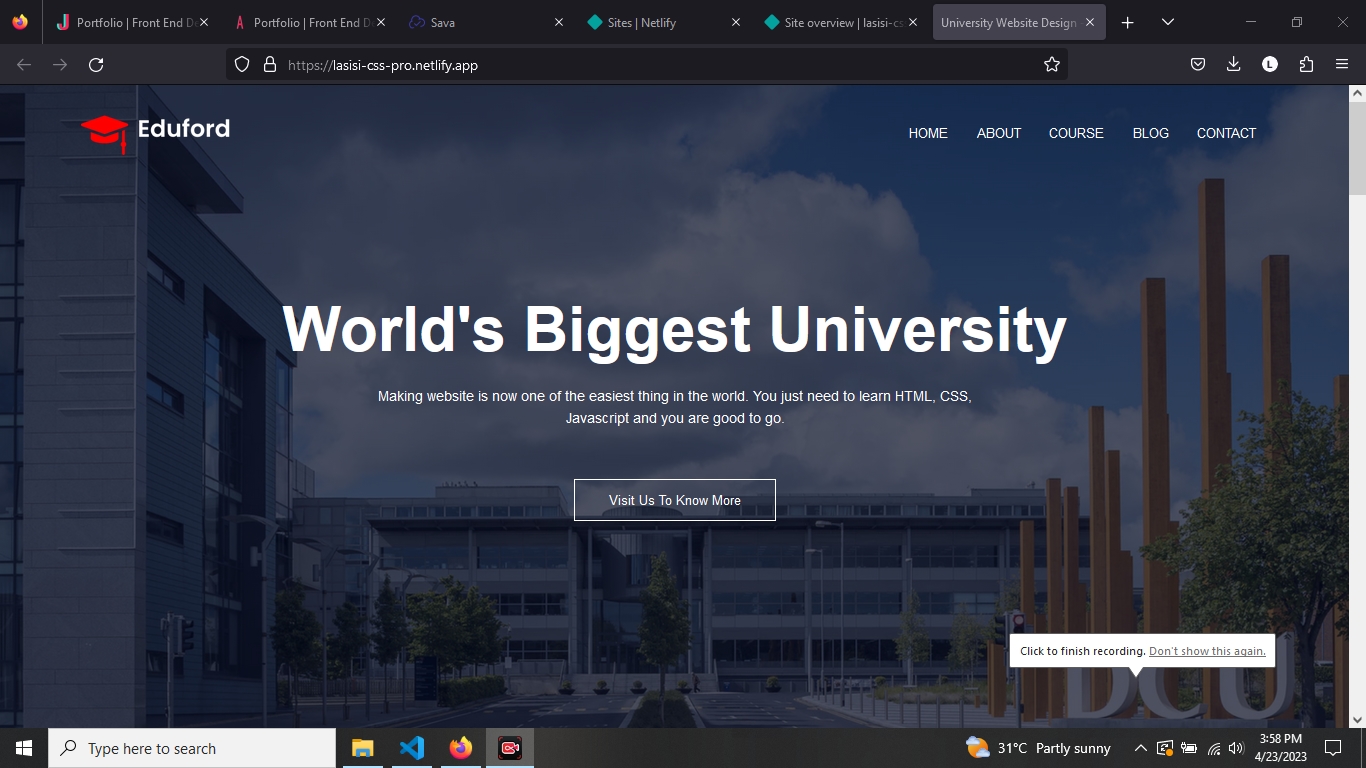 Portfolio | Front End De
Portfolio | Front End De
Sava
Sites | Netlify
Site overview | lasisi-cs
University Website Design
https://lasisi-css-pro.netlify.app
L
Eduford
HOME
ABOUT
COURSE
BLOG
CONTACT
World's Biggest University
Making website is now one of the easiest thing in the world. You just need to learn HTML, CSS,
Javascript and you are good to go.
Visit Us To Know More
Click to finish recording. Don't show this again.
DCU
Type here to search
31°C Partly sunny
3:58 PM
4/23/2023